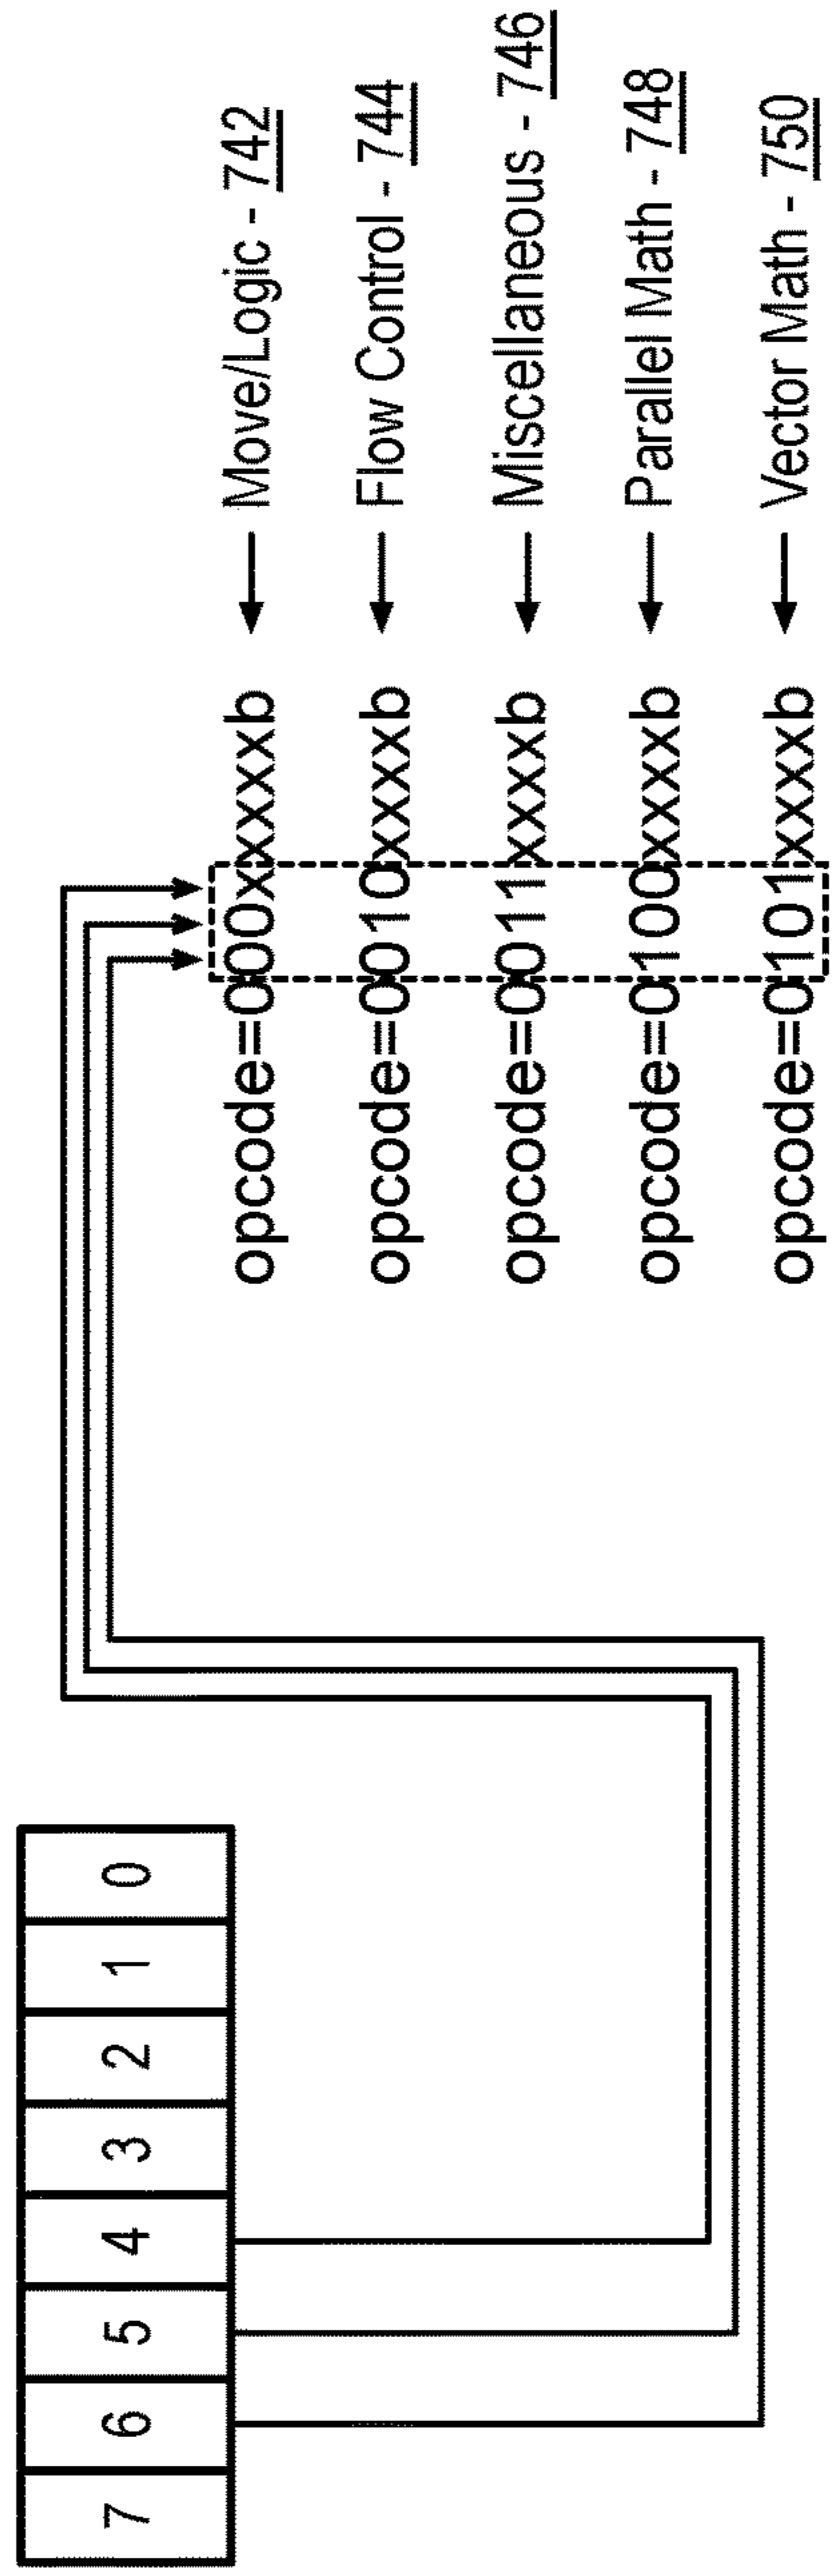 7 6 5 4 3 2 1 0
opcode=000xxxxxb Move/Logic - 742
opcode=0010xxxxb Flow Control - 744
opcode=0011xxxxb Miscellaneous - 746
opcode=0100xxxxb Parallel Math - 748
opcode=0101xxxxb Vector Math - 750